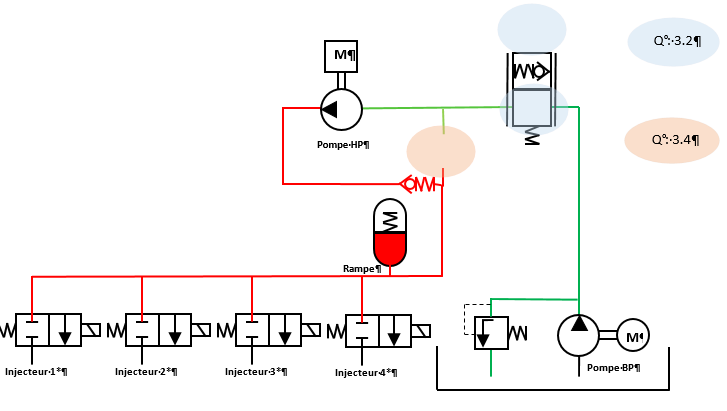 M¶
Q°:·3.2¶
Q°:·3.4¶
Pompe·HP¶
Rampe¶
Injecteur·1*¶
Injecteur·2*¶
Injecteur·3*¶
Injecteur·4*¶
M¶
Pompe·BP¶